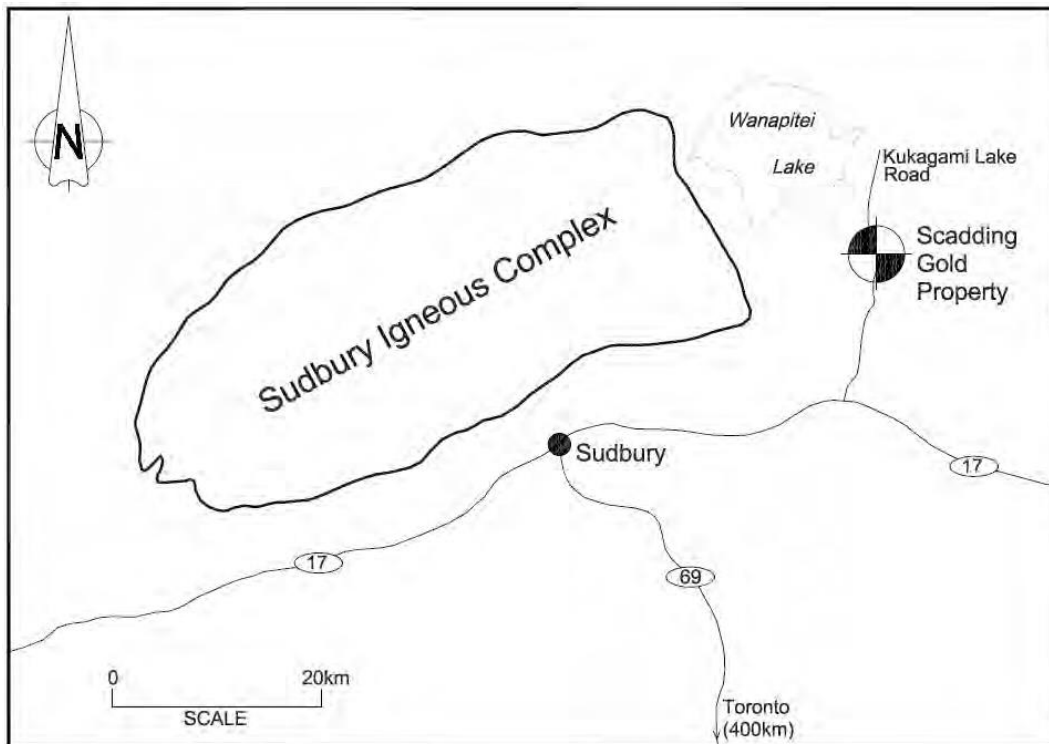 N
Wanapitei
Lake
Kukagami Lake
Road
Scadding
Gold
Property
Sudbury Igneous Complex
Sudbury
17
17
69
0 20km
SCALE
Toronto
(400km)